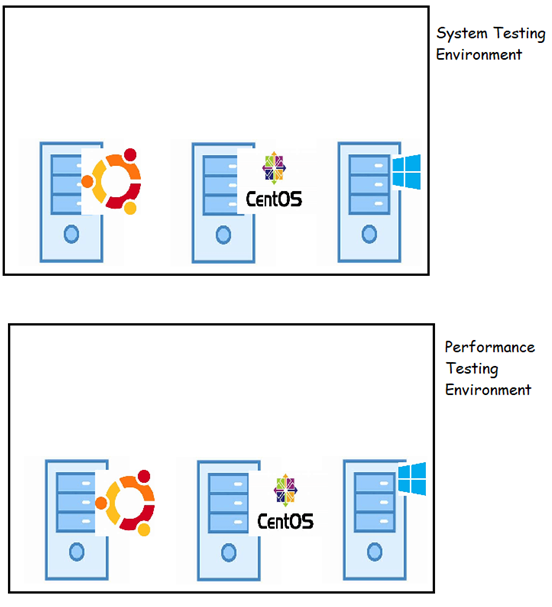 System Testing
Environment
CentOS
Performance
Testing
Environment
CentOS